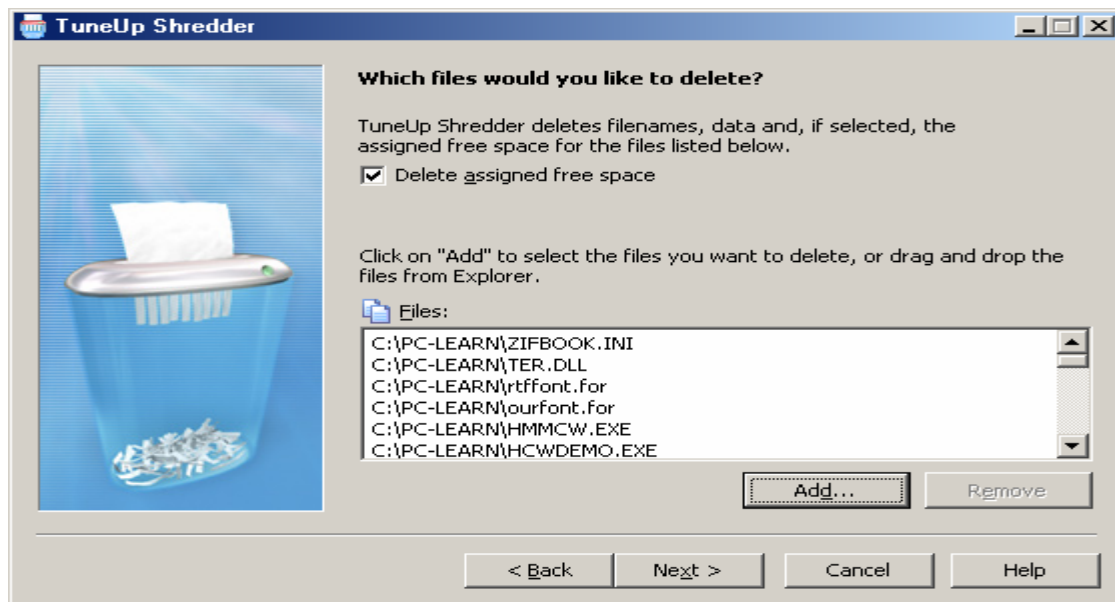 TuneUp Shredder
Which files would you like to delete?
TuneUp Shredder deletes filenames, data and, if selected, the
assigned free space for the files listed below.
Delete assigned free space
Click on "Add" to select the files you want to delete, or drag and drop the
files from Explorer.
Files:
C:\PC-LEARN\ZIFBOOK.INI
C:\PC-LEARN\TER.DLL
C:\PC-LEARN\rtffont.for
C:\PC-LEARN\ourfont.for
C:\PC-LEARN\HMMCW.EXE
C:\PC-LEARN\HCWDEMO.EXE
Add... Remove
< Back Next > Cancel Help